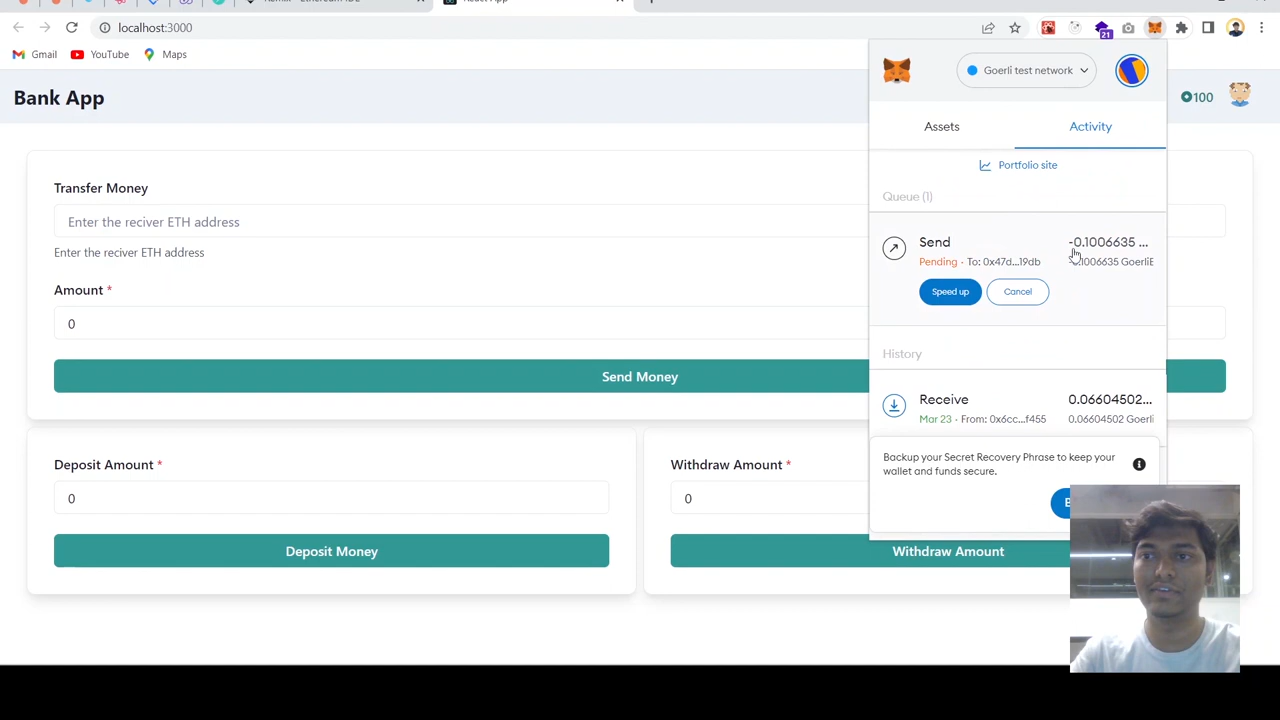 localhost:3000
21
Gmail
YouTube
Maps
Bank App
100
Transfer Money
Enter the reciver ETH address
Enter the reciver ETH address
Amount *
0
Send Money
Deposit Amount *
0
Deposit Money
Withdraw Amount *
0
Withdraw Amount
Goerli test network
Assets
Activity
Portfolio site
Queue (1)
Send
-0.1006635 ...
Pending · To: 0x47d...19db
.1006635 GoerliE
Speed up
Cancel
History
Receive
0.06604502...
Mar 23 · From: 0x6cc...f455
0.06604502 Goerli
Backup your Secret Recovery Phrase to keep your
wallet and funds secure.